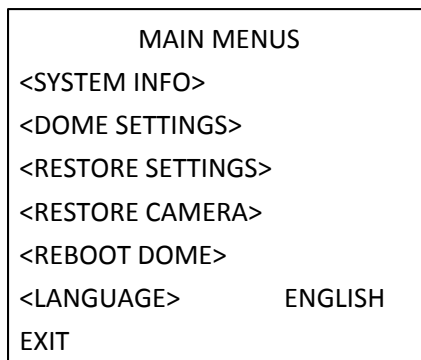 MAIN MENUS
<SYSTEM INFO>
<DOME SETTINGS>
<RESTORE SETTINGS>
<RESTORE CAMERA>
<REBOOT DOME>
<LANGUAGE> ENGLISH
EXIT